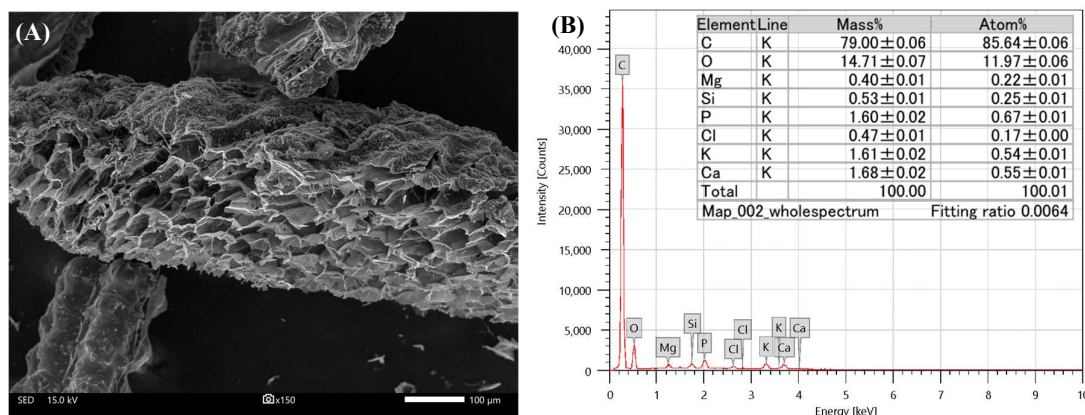 (A)
SED 15.0 kV x150 100 µm
(B)
Element Line Mass% Atom%
C K 79.00±0.06 85.64±0.06
O K 14.71±0.07 11.97±0.06
Mg K 0.40±0.01 0.22±0.01
Si K 0.53±0.01 0.25±0.01
P K 1.60±0.02 0.67±0.01
Cl K 0.47±0.01 0.17±0.00
K K 1.61±0.02 0.54±0.01
Ca K 1.68±0.02 0.55±0.01
Total 100.00 100.01
Map_002_wholespectrum Fitting ratio 0.0064
Intensity [Counts]
40,000
35,000
30,000
25,000
20,000
15,000
10,000
5,000
0
C
O
Mg
Si
P
Cl
Cl
K
K
Ca
Ca
0 1 2 3 4 5 6 7 8 9 10
Energy [keV]